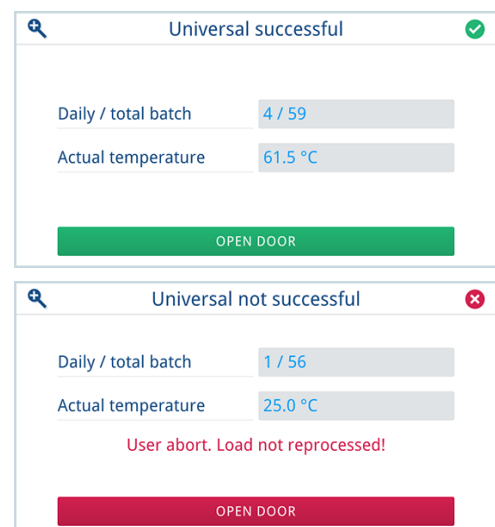 Universal successful
Daily / total batch 4 / 59
Actual temperature 61.5 °C
OPEN DOOR
Universal not successful
Daily / total batch 1 / 56
Actual temperature 25.0 °C
User abort. Load not reprocessed!
OPEN DOOR